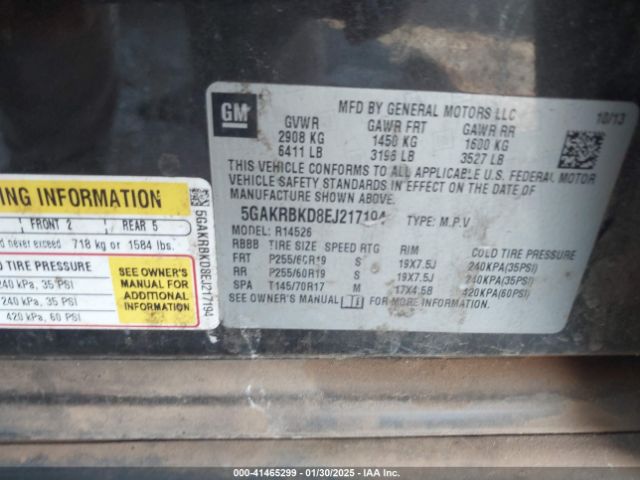 ING INFORMATION
FRONT 2 REAR 5
never exceed 718 kg or 1584 lbs.
TIRE PRESSURE
240 kPa, 35 PSI
240 kPa, 35 PSI
420 kPa, 60 PSI
SEE OWNER'S
MANUAL FOR
ADDITIONAL
INFORMATION
5GAKRBKD8EJ217194
GM
MFD BY GENERAL MOTORS LLC
10/13
GVWR GAWR FRT GAWR RR
2908 KG 1450 KG 1600 KG
6411 LB 3196 LB 3527 LB
THIS VEHICLE CONFORMS TO ALL APPLICABLE U.S. FEDERAL MOTOR
VEHICLE SAFETY STANDARDS IN EFFECT ON THE DATE OF
MANUFACTURE SHOWN ABOVE.
5GAKRBKD8EJ217194 TYPE: M.P.V
MODEL: R14526
RBBB TIRE SIZE SPEED RTG RIM COLD TIRE PRESSURE
FRT P255/60R19 S 19X7.5J 240KPA(35PSI)
RR P255/60R19 S 19X7.5J 240KPA(35PSI)
SPA T145/70R17 M 17X4.5B 420KPA(60PSI)
SEE OWNER'S MANUAL FOR MORE INFORMATION.
000-41465299 - 01/30/2025 - IAA Inc.